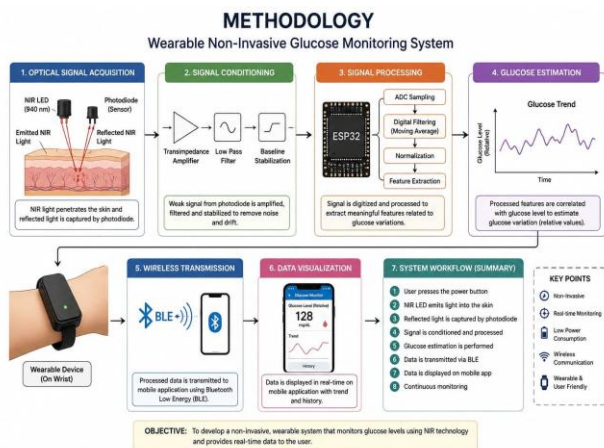 METHODOLOGY
Wearable Non-Invasive Glucose Monitoring System
1. OPTICAL SIGNAL ACQUISITION
NIR LED
(940 nm)
Photodiode
(Sensor)
Emitted NIR
Light
Reflected NIR
Light
NIR light penetrates the skin and
reflected light is captured by photodiode.
2. SIGNAL CONDITIONING
Transimpedance
Amplifier
Low Pass
Filter
Baseline
Stabilization
Weak signal from photodiode is amplified,
filtered and stabilized to remove noise
and drift.
3. SIGNAL PROCESSING
ESP32
ADC Sampling
Digital Filtering
(Moving Average)
Normalization
Feature Extraction
Signal is digitized and processed to
extract meaningful features related to
glucose variations.
4. GLUCOSE ESTIMATION
Glucose Trend
Glucose Level
(Relative)
Time
Processed features are correlated
with glucose level to estimate
glucose variation (relative values).
Wearable Device
(On Wrist)
5. WIRELESS TRANSMISSION
BLE
Processed data is transmitted to
mobile application using Bluetooth
Low Energy (BLE).
6. DATA VISUALIZATION
Glucose Monitor
Glucose Level (Relative)
128
mg/dL
Trend
History
Data is displayed in real-time on
mobile application with trend and
history.
7. SYSTEM WORKFLOW (SUMMARY)
1 User presses the power button
2 NIR LED emits light into the skin
3 Reflected light is captured by photodiode
4 Signal is conditioned and processed
5 Glucose estimation is performed
6 Data is transmitted via BLE
7 Data is displayed on mobile app
8 Continuous monitoring
KEY POINTS
Non-Invasive
Real-time Monitoring
Low Power
Consumption
Wireless
Communication
Wearable &
User Friendly
OBJECTIVE: To develop a non-invasive, wearable system that monitors glucose levels using NIR technology
and provides real-time data to the user.